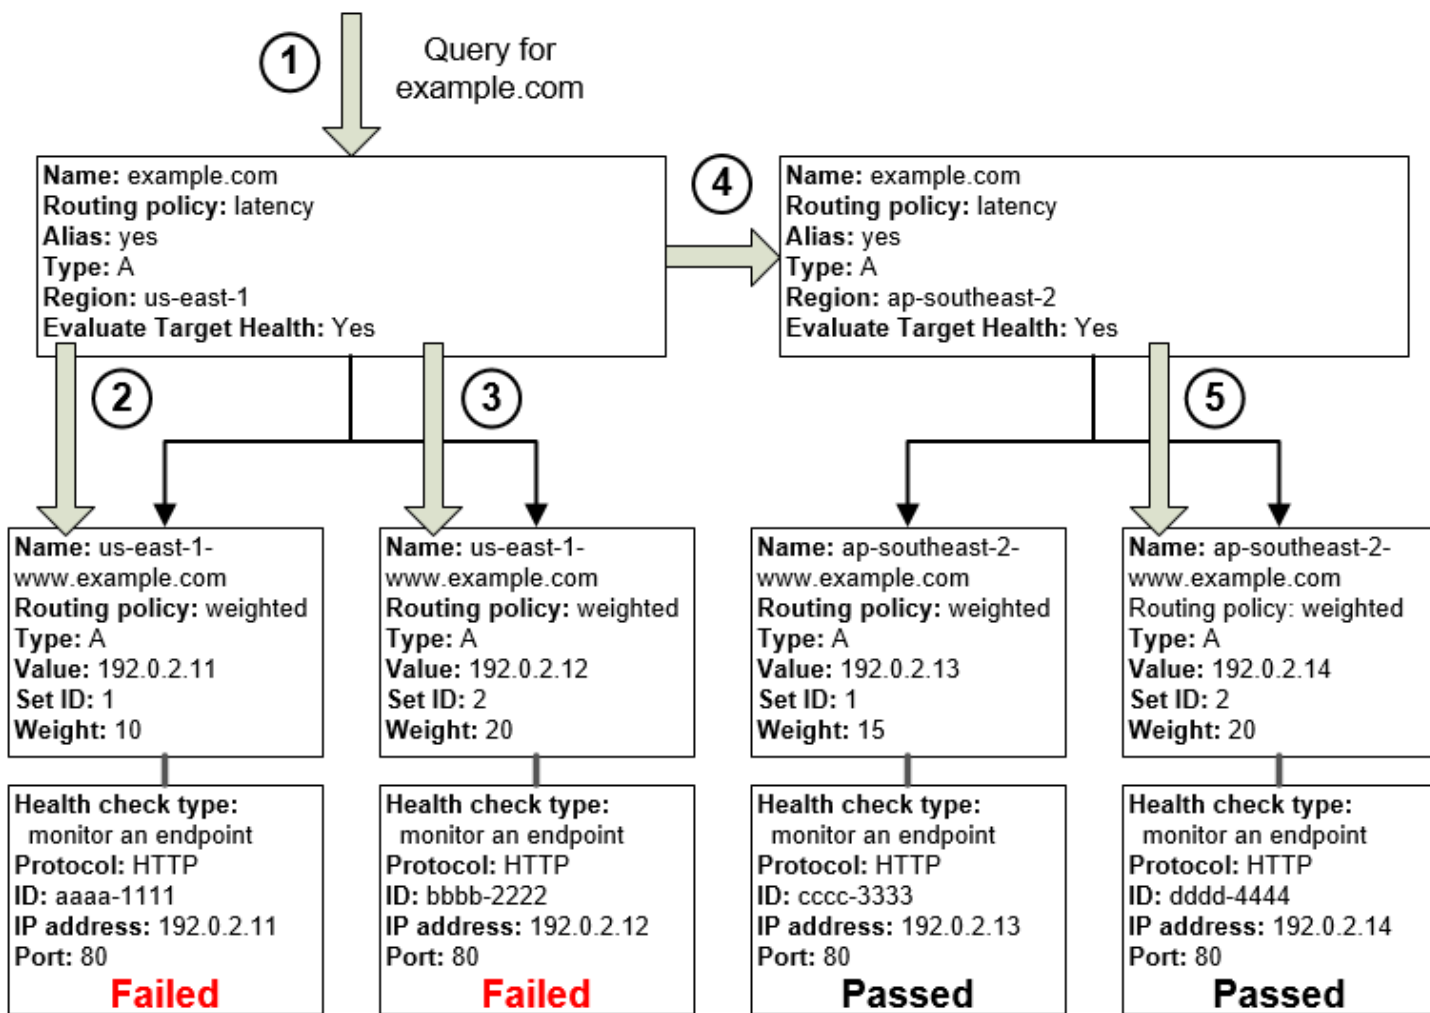 1
Query for
example.com
Name: example.com
Routing policy: latency
Alias: yes
Type: A
Region: us-east-1
Evaluate Target Health: Yes
4
Name: example.com
Routing policy: latency
Alias: yes
Type: A
Region: ap-southeast-2
Evaluate Target Health: Yes
2
3
5
Name: us-east-1-
www.example.com
Routing policy: weighted
Type: A
Value: 192.0.2.11
Set ID: 1
Weight: 10
Name: us-east-1-
www.example.com
Routing policy: weighted
Type: A
Value: 192.0.2.12
Set ID: 2
Weight: 20
Name: ap-southeast-2-
www.example.com
Routing policy: weighted
Type: A
Value: 192.0.2.13
Set ID: 1
Weight: 15
Name: ap-southeast-2-
www.example.com
Routing policy: weighted
Type: A
Value: 192.0.2.14
Set ID: 2
Weight: 20
Health check type:
monitor an endpoint
Protocol: HTTP
ID: aaaa-1111
IP address: 192.0.2.11
Port: 80
Failed
Health check type:
monitor an endpoint
Protocol: HTTP
ID: bbbb-2222
IP address: 192.0.2.12
Port: 80
Failed
Health check type:
monitor an endpoint
Protocol: HTTP
ID: cccc-3333
IP address: 192.0.2.13
Port: 80
Passed
Health check type:
monitor an endpoint
Protocol: HTTP
ID: dddd-4444
IP address: 192.0.2.14
Port: 80
Passed